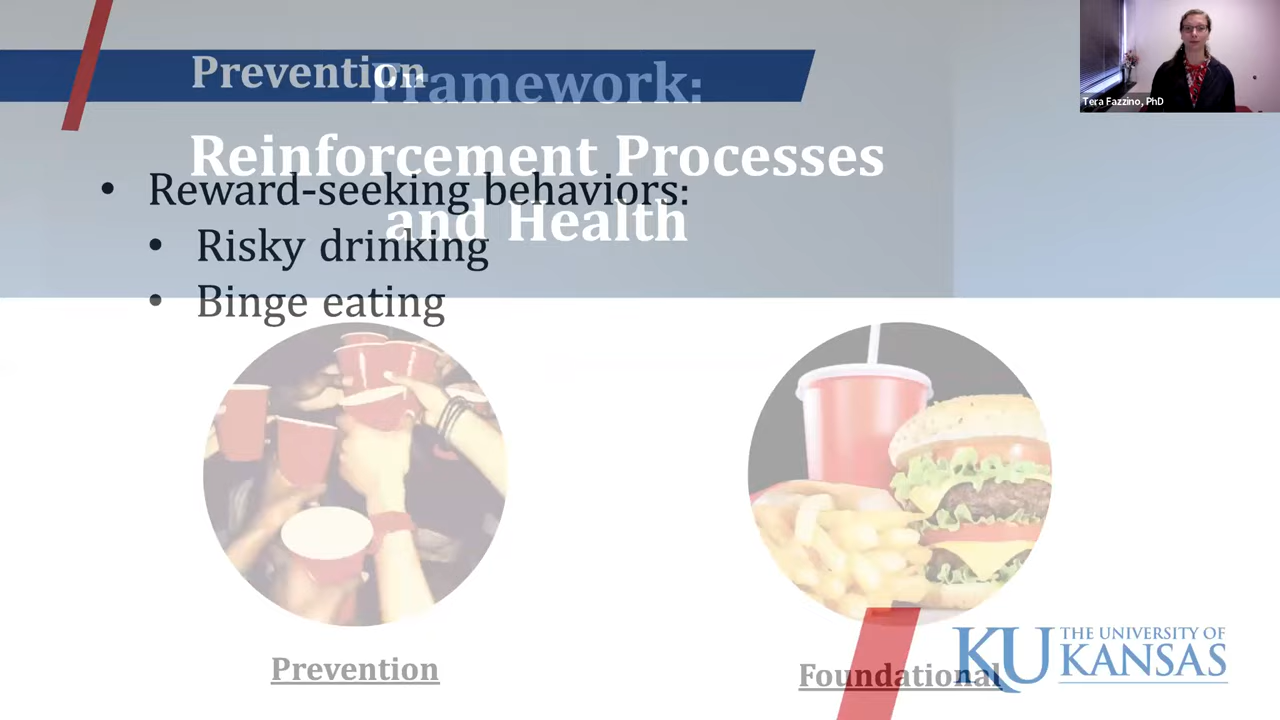 Prevention
Framework:
Reinforcement Processes
and Health
• Reward-seeking behaviors:
• Risky drinking
• Binge eating
Prevention
Foundational
KU THE UNIVERSITY OF
KANSAS
Tera Fazzino, PhD